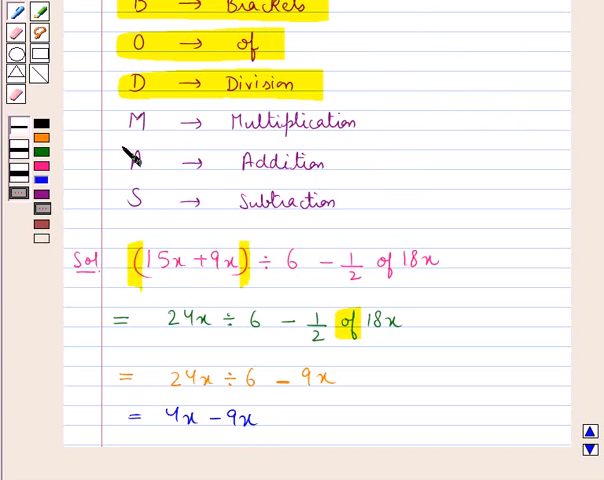 B → Brackets
O → of
D → Division
M → Multiplication
A → Addition
S → Subtraction
Sol. (15x + 9x) ÷ 6 - 1/2 of 18x
= 24x ÷ 6 - 1/2 of 18x
= 24x ÷ 6 - 9x
= 4x - 9x